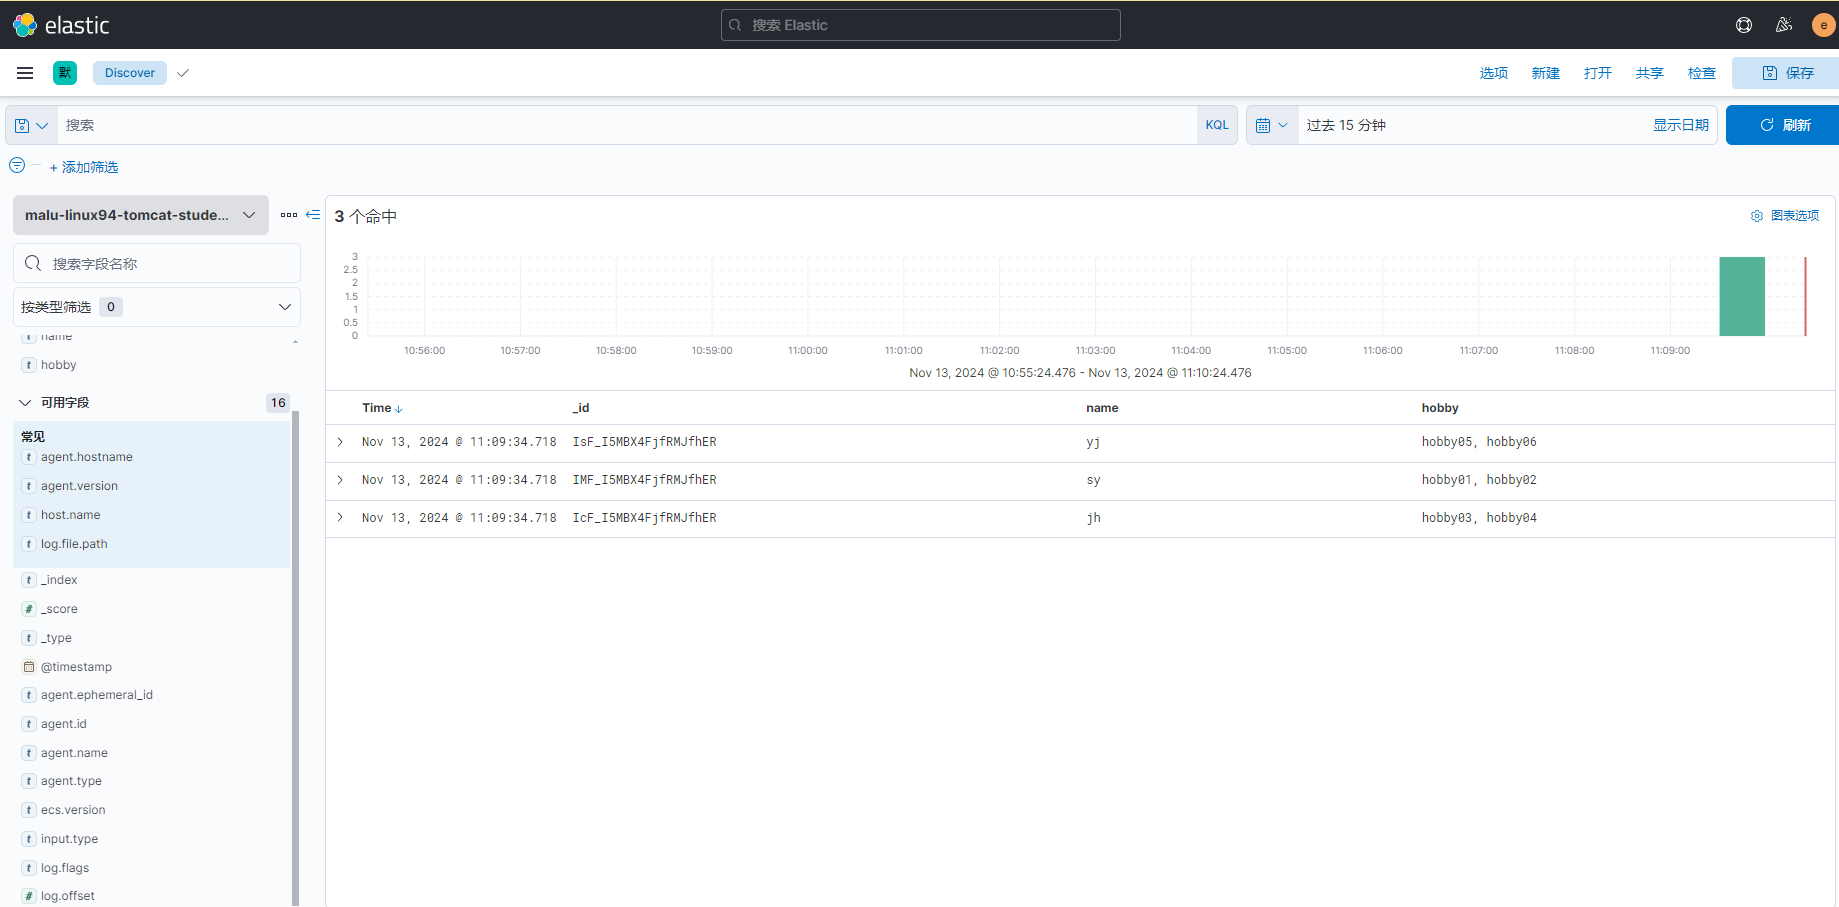 elastic
搜索 Elastic
e
默
Discover
选项
新建
打开
共享
检查
保存
搜索
KQL
过去 15 分钟
显示日期
刷新
+ 添加筛选
malu-linux94-tomcat-stude...
搜索字段名称
按类型筛选 0
t name
t hobby
可用字段 16
常见
t agent.hostname
t agent.version
t host.name
t log.file.path
t _index
# _score
t _type
@timestamp
t agent.ephemeral_id
t agent.id
t agent.name
t agent.type
t ecs.version
t input.type
t log.flags
# log.offset
3 个命中
图表选项
3
2.5
2
1.5
1
0.5
0
10:56:00 10:57:00 10:58:00 10:59:00 11:00:00 11:01:00 11:02:00 11:03:00 11:04:00 11:05:00 11:06:00 11:07:00 11:08:00 11:09:00
Nov 13, 2024 @ 10:55:24.476 - Nov 13, 2024 @ 11:10:24.476
Time _id name hobby
Nov 13, 2024 @ 11:09:34.718 IsF_I5MBX4FjfRMJfhER yj hobby05, hobby06
Nov 13, 2024 @ 11:09:34.718 IMF_I5MBX4FjfRMJfhER sy hobby01, hobby02
Nov 13, 2024 @ 11:09:34.718 IcF_I5MBX4FjfRMJfhER jh hobby03, hobby04